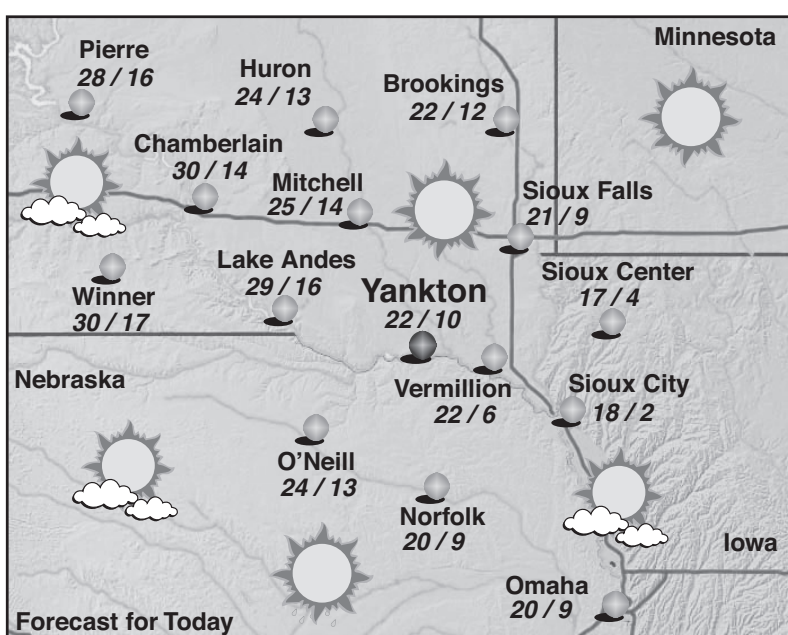 Minnesota
Pierre
28 / 16
Huron
24 / 13
Brookings
22 / 12
Chamberlain
30 / 14
Mitchell
25 / 14
Sioux Falls
21 / 9
Lake Andes
29 / 16
Yankton
22 / 10
Sioux Center
17 / 4
Winner
30 / 17
Nebraska
Vermillion
22 / 6
Sioux City
18 / 2
O'Neill
24 / 13
Norfolk
20 / 9
Iowa
Omaha
20 / 9
Forecast for Today